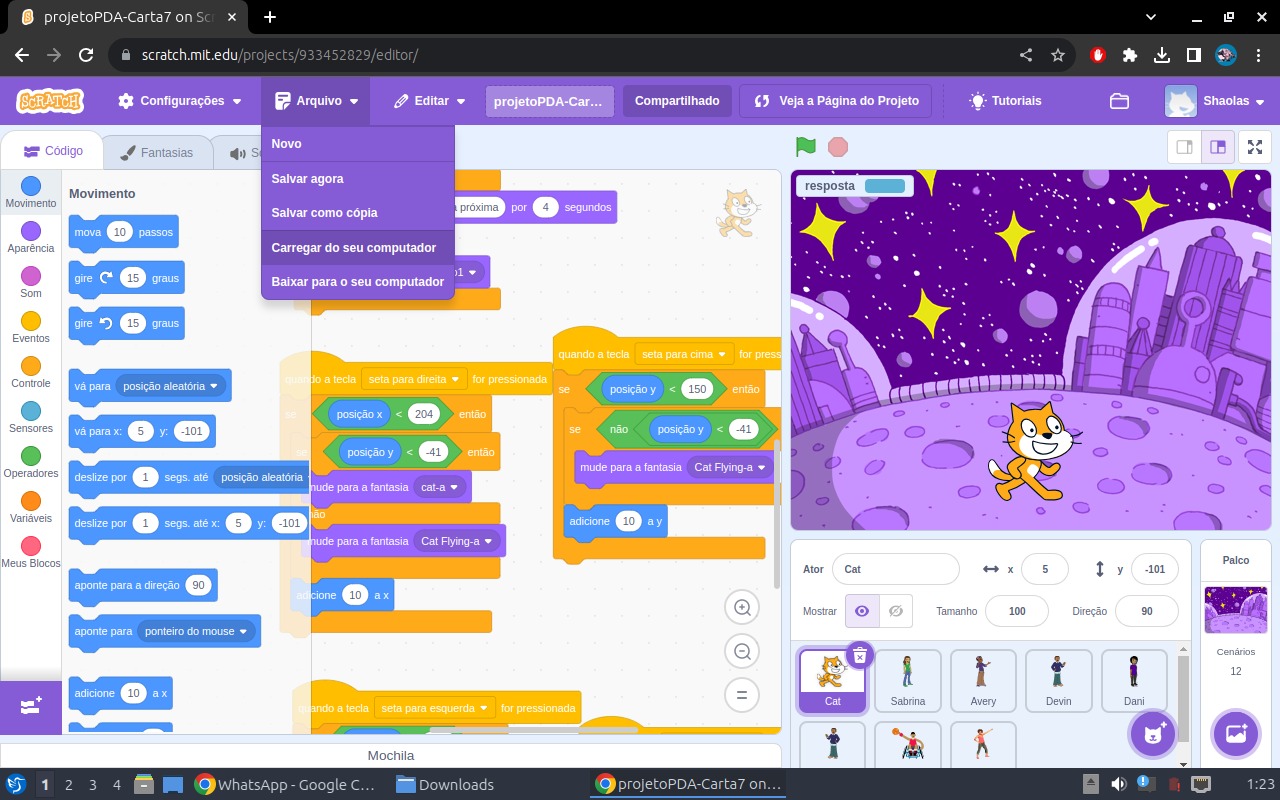 projetoPDA-Carta7 on Scr
scratch.mit.edu/projects/933452829/editor/
SCRATCH
Configurações
Arquivo
Editar
projetoPDA-Car...
Compartilhado
Veja a Página do Projeto
Tutoriais
Shaolas
Código
Fantasias
Novo
Salvar agora
Salvar como cópia
Carregar do seu computador
Baixar para o seu computador
Movimento
Aparência
Som
Eventos
Controle
Sensores
Operadores
Variáveis
Meus Blocos
Movimento
mova 10 passos
gire 15 graus
gire 15 graus
vá para posição aleatória
vá para x: 5 y: -101
deslize por 1 segs. até posição aleatória
deslize por 1 segs. até x: 5 y: -101
aponte para a direção 90
aponte para ponteiro do mouse
adicione 10 a x
a próxima por 4 segundos
quando a tecla seta para direita for pressionada
se posição x < 204 então
se posição y < -41 então
mude para a fantasia cat-a
não
mude para a fantasia Cat Flying-a
adicione 10 a x
quando a tecla seta para esquerda for pressionada
quando a tecla seta para cima for press
se posição y < 150 então
se não posição y < -41
mude para a fantasia Cat Flying-a
adicione 10 a y
resposta
Ator Cat x 5 y -101
Mostrar Tamanho 100 Direção 90
Cat
Sabrina
Avery
Devin
Dani
Palco
Cenários
12
Mochila
1 2 3 4
WhatsApp - Google C...
Downloads
projetoPDA-Carta7 on...
1:23